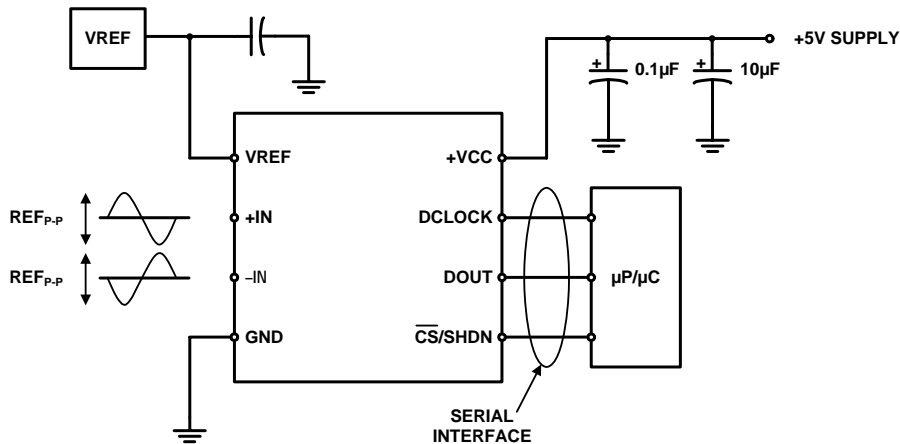 VREF
+5V SUPPLY
+ 0.1µF
+ 10µF
VREF
+VCC
REFP-P
+IN
DCLOCK
REFP-P
–IN
DOUT
µP/µC
GND
CS/SHDN
SERIAL
INTERFACE